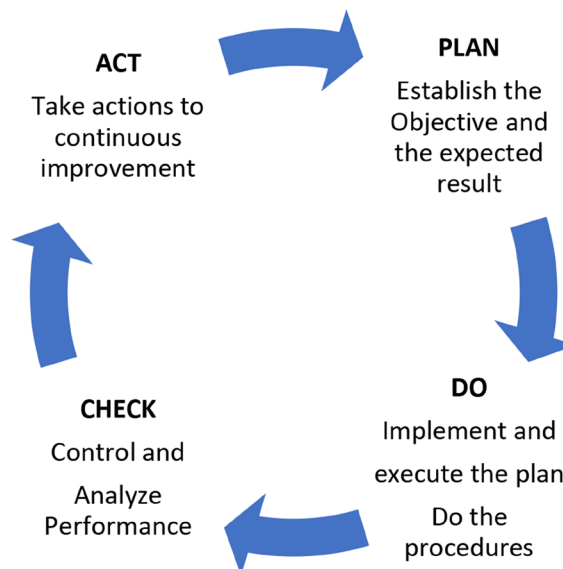 ACT
Take actions to
continuous
improvement
PLAN
Establish the
Objective and
the expected
result
DO
Implement and
execute the plan
Do the
procedures
CHECK
Control and
Analyze
Performance